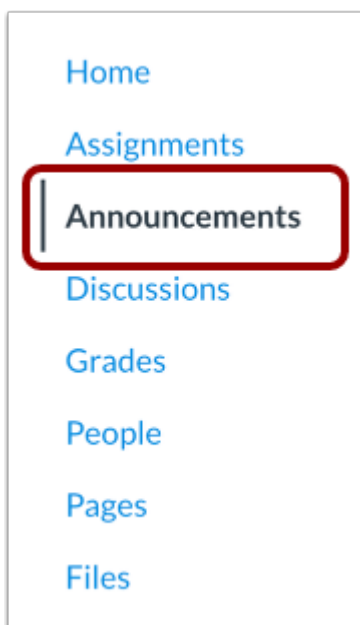 Home
Assignments
Announcements
Discussions
Grades
People
Pages
Files